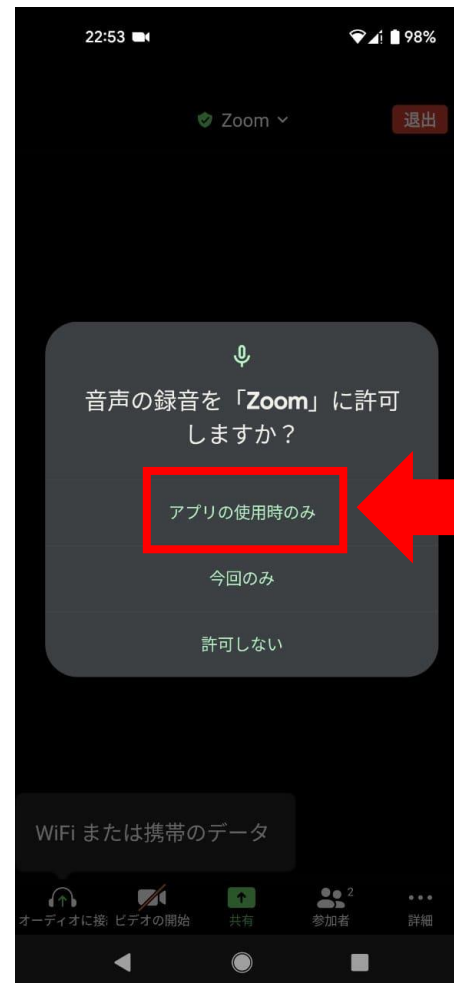 22:53
98%
Zoom
退出
音声の録音を「Zoom」に許可
しますか？
アプリの使用時のみ
今回のみ
許可しない
WiFi または携帯のデータ
オーディオに接
ビデオの開始
共有
2
参加者
詳細